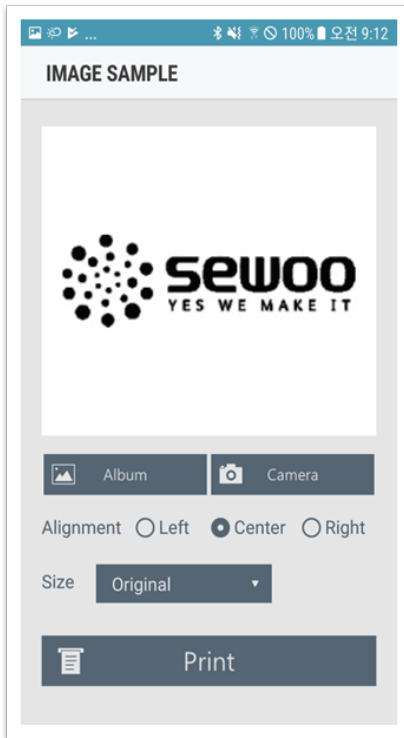 ... 100% 오전 9:12
IMAGE SAMPLE
sewoo
YES WE MAKE IT
Album Camera
Alignment Left Center Right
Size Original
Print